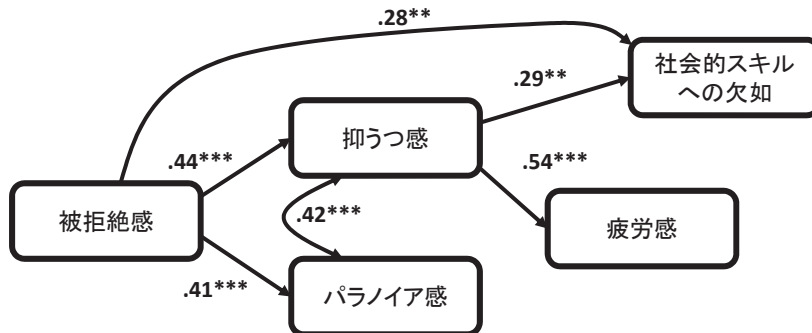 .28**
社会的スキル
への欠如
.29**
抑うつ感
.44***
.54***
被拒絶感
.42***
疲労感
.41***
パラノイア感